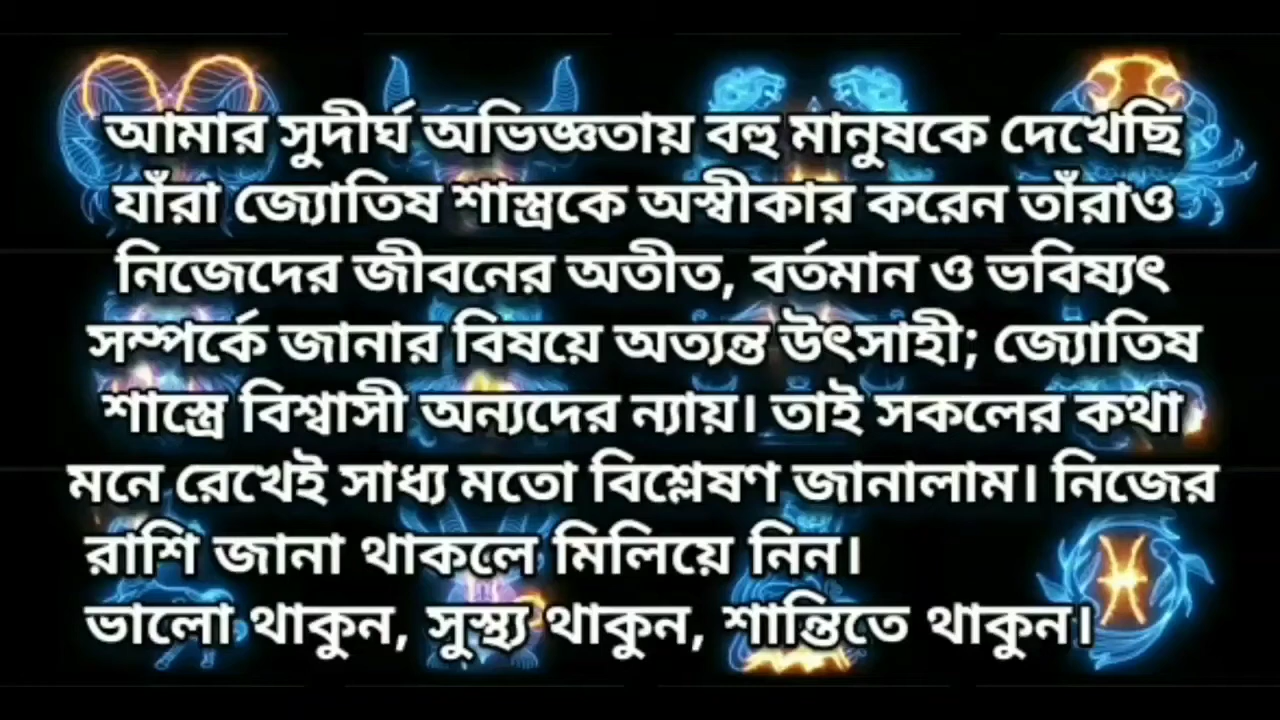 আমার সুদীর্ঘ অভিজ্ঞতায় বহু মানুষকে দেখেছি
যাঁরা জ্যোতিষ শাস্ত্রকে অস্বীকার করেন তাঁরাও
নিজেদের জীবনের অতীত, বর্তমান ও ভবিষ্যৎ
সম্পর্কে জানার বিষয়ে অত্যন্ত উৎসাহী; জ্যোতিষ
শাস্ত্রে বিশ্বাসী অন্যদের ন্যায়। তাই সকলের কথা
মনে রেখেই সাধ্য মতো বিশ্লেষণ জানালাম। নিজের
রাশি জানা থাকলে মিলিয়ে নিন।
ভালো থাকুন, সুস্থ্য থাকুন, শান্তিতে থাকুন।